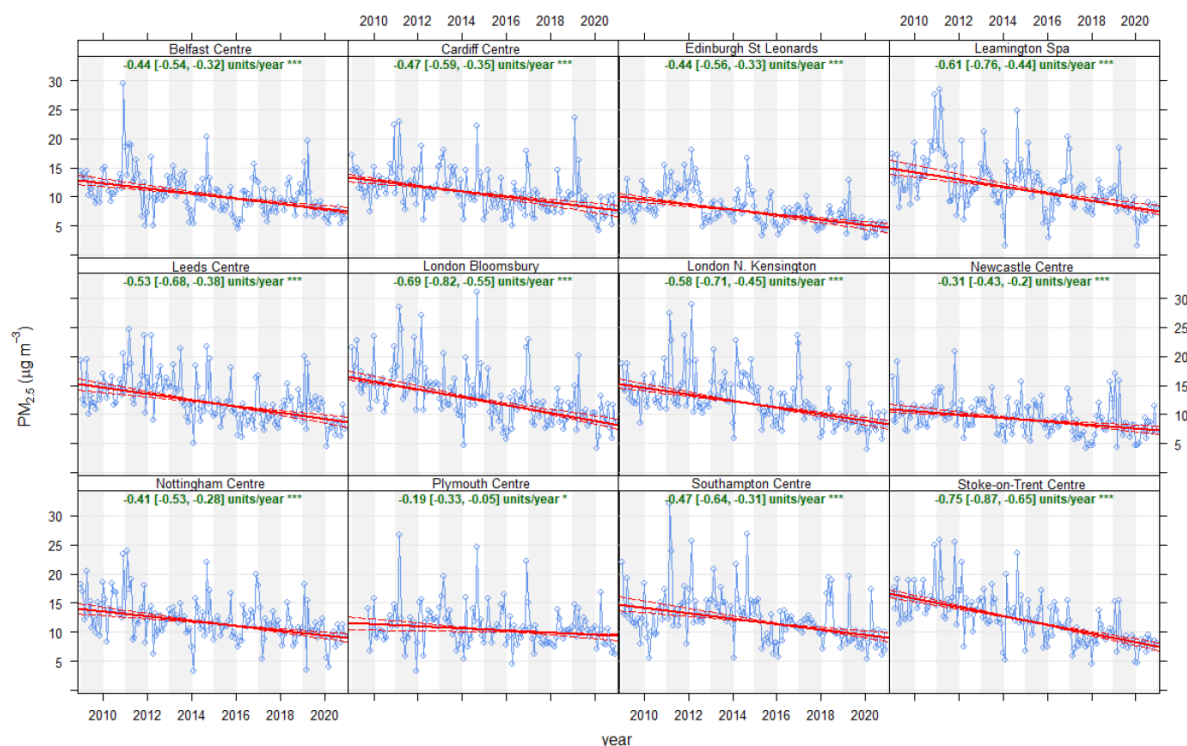 2010 2012 2014 2016 2018 2020 2010 2012 2014 2016 2018 2020
Belfast Centre Cardiff Centre Edinburgh St Leonards Leamington Spa
-0.44 [-0.54, -0.32] units/year *** -0.47 [-0.59, -0.35] units/year *** -0.44 [-0.56, -0.33] units/year *** -0.61 [-0.76, -0.44] units/year ***
30
25
20
15
10
5
Leeds Centre London Bloomsbury London N. Kensington Newcastle Centre
-0.53 [-0.68, -0.38] units/year *** -0.69 [-0.82, -0.55] units/year *** -0.58 [-0.71, -0.45] units/year *** -0.31 [-0.43, -0.2] units/year ***
30
25
20
15
10
5
PM2.5 (µg m−3)
Nottingham Centre Plymouth Centre Southampton Centre Stoke-on-Trent Centre
-0.41 [-0.53, -0.28] units/year *** -0.19 [-0.33, -0.05] units/year * -0.47 [-0.64, -0.31] units/year *** -0.75 [-0.87, -0.65] units/year ***
30
25
20
15
10
5
2010 2012 2014 2016 2018 2020 2010 2012 2014 2016 2018 2020
year